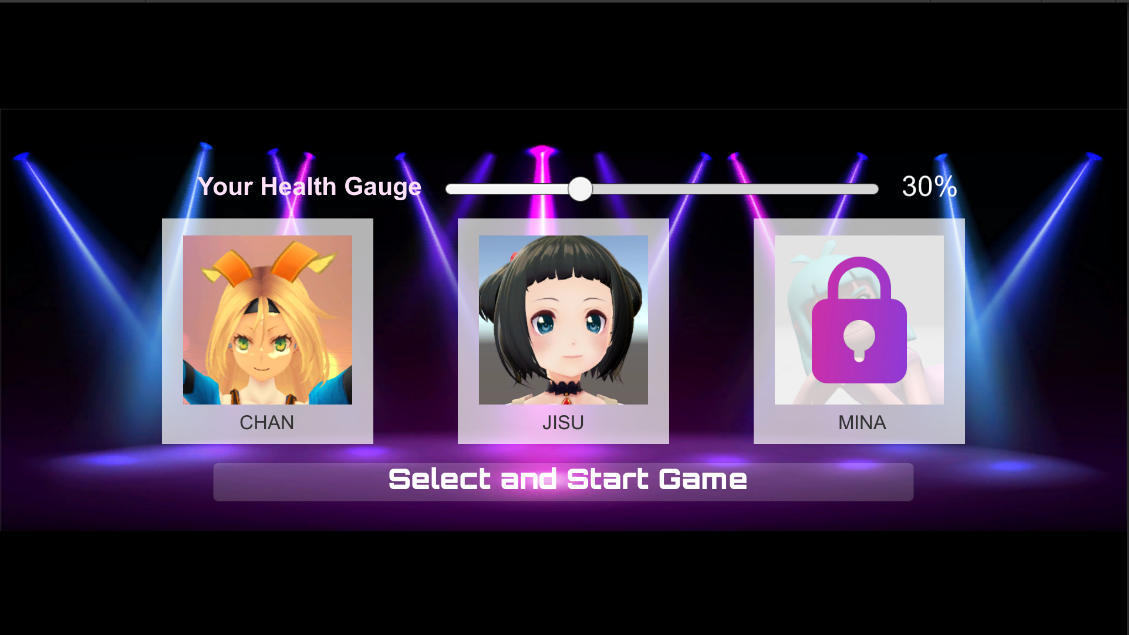 Your Health Gauge 30%
CHAN JISU MINA
Select and Start Game